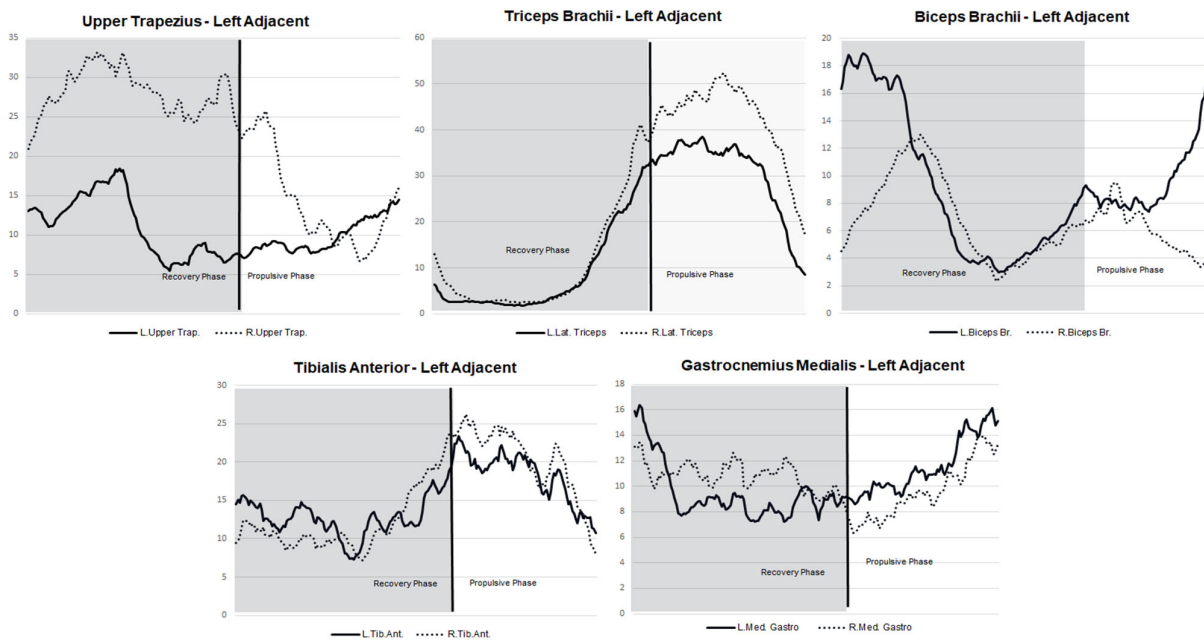 Upper Trapezius - Left Adjacent
35
30
25
20
15
10
5
0
Recovery Phase
Propulsive Phase
L.Upper Trap.
R.Upper Trap.
Triceps Brachii - Left Adjacent
60
50
40
30
20
10
0
Recovery Phase
Propulsive Phase
L.Lat. Triceps
R.Lat. Triceps
Biceps Brachii - Left Adjacent
20
18
16
14
12
10
8
6
4
2
0
Recovery Phase
Propulsive Phase
L.Biceps Br.
R.Biceps Br.
Tibialis Anterior - Left Adjacent
30
25
20
15
10
5
0
Recovery Phase
Propulsive Phase
L.Tib.Ant.
R.Tib.Ant.
Gastrocnemius Medialis - Left Adjacent
18
16
14
12
10
8
6
4
2
0
Recovery Phase
Propulsive Phase
L.Med. Gastro
R.Med. Gastro